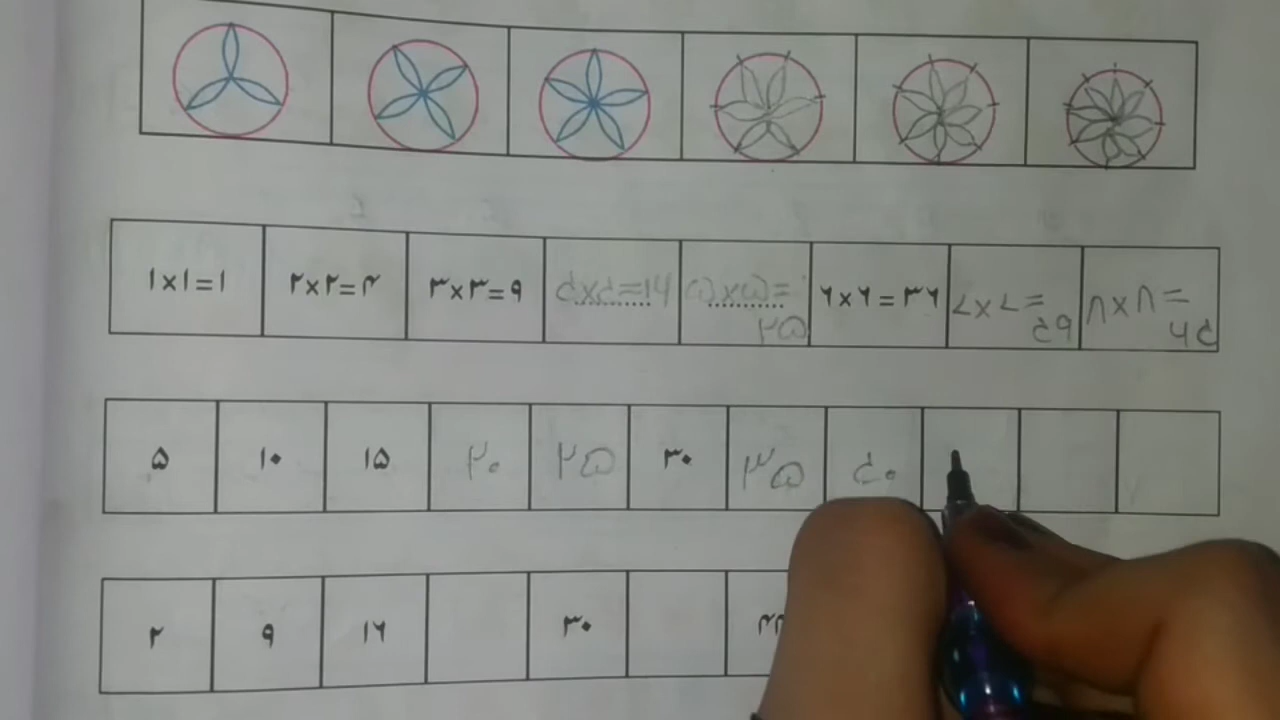 ۱×۱=۱ ۲×۲=۴ ۳×۳=۹ ۴×۴=۱۶ ۵×۵=۲۵ ۶×۶=۳۶ ۷×۷=۴۹ ۸×۸=۶۴
۵ ۱۰ ۱۵ ۲۰ ۲۵ ۳۰ ۳۵ ۴۰
۲ ۹ ۱۶ ۳۰